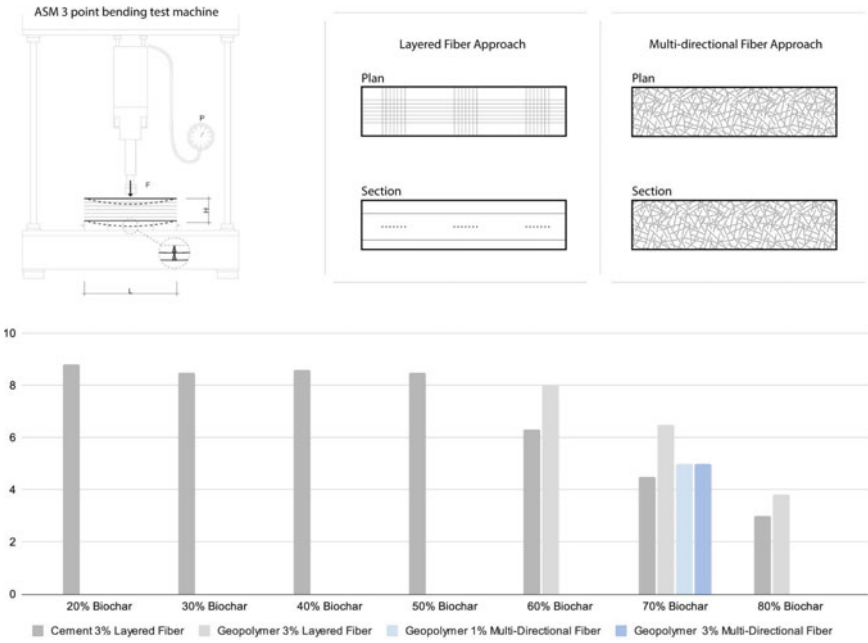 ASM 3 point bending test machine
P
F
H
L
Layered Fiber Approach
Plan
Section
Multi-directional Fiber Approach
Plan
Section
10
8
6
4
2
0
20% Biochar 30% Biochar 40% Biochar 50% Biochar 60% Biochar 70% Biochar 80% Biochar
Cement 3% Layered Fiber Geopolymer 3% Layered Fiber Geopolymer 1% Multi-Directional Fiber Geopolymer 3% Multi-Directional Fiber